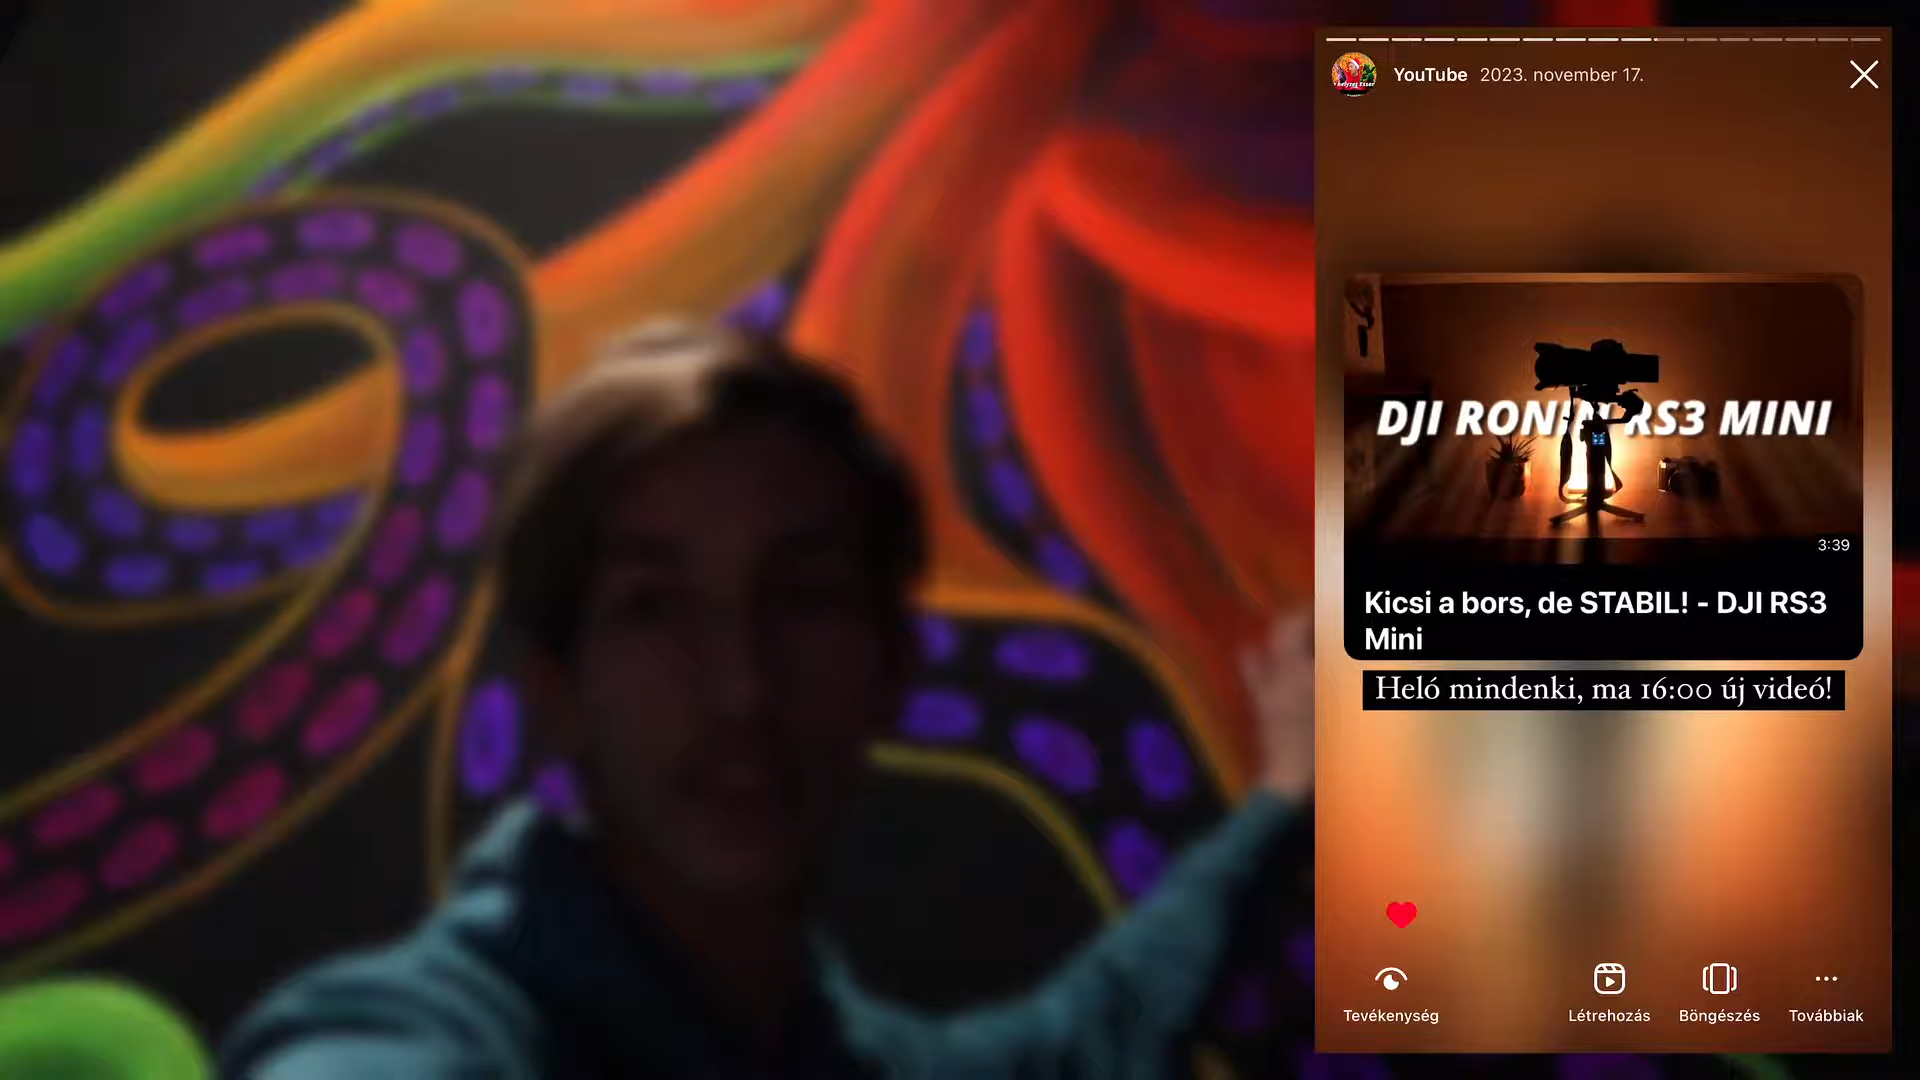 YouTube 2023. november 17.
DJI RONIN RS3 MINI
3:39
Kicsi a bors, de STABIL! - DJI RS3
Mini
Heló mindenki, ma 16:00 új videó!
Tevékenység
Létrehozás
Böngészés
Továbbiak